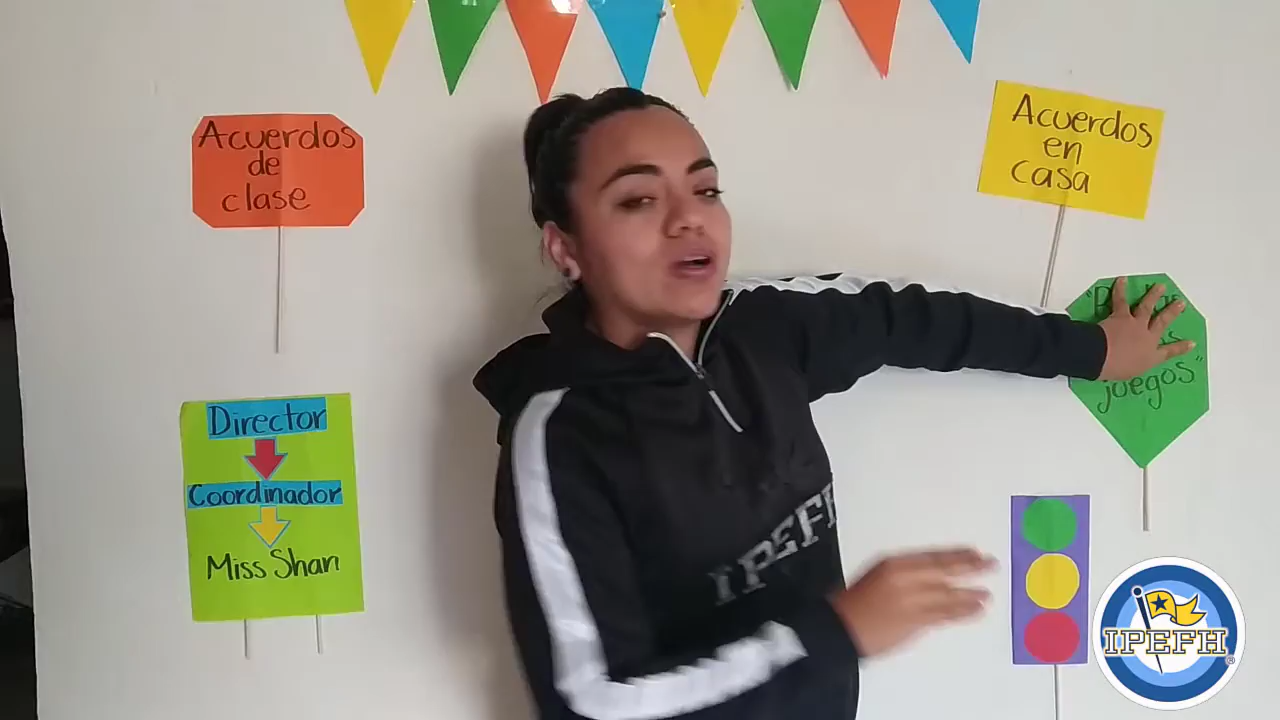 Acuerdos
de
clase
Acuerdos
en
casa
juegos"
Director
Coordinador
Miss Shan
IPEFH
IPEFH